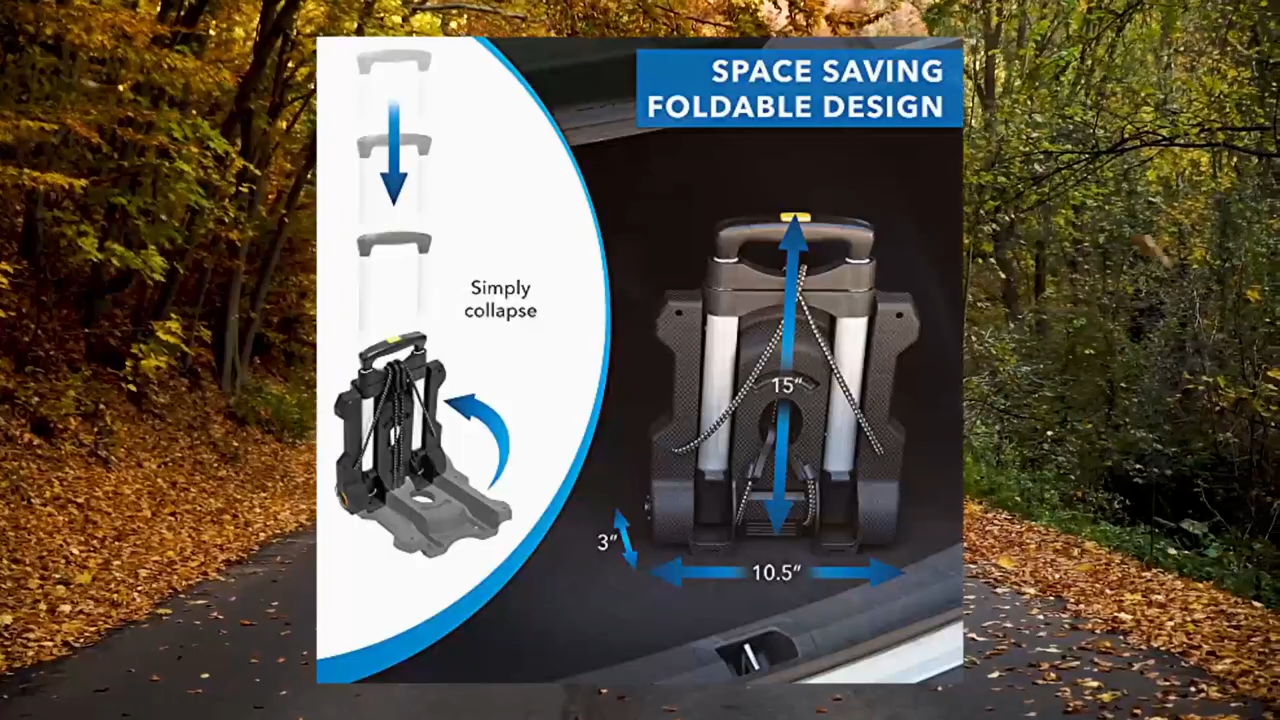 SPACE SAVING
FOLDABLE DESIGN
Simply
collapse
15"
3"
10.5"